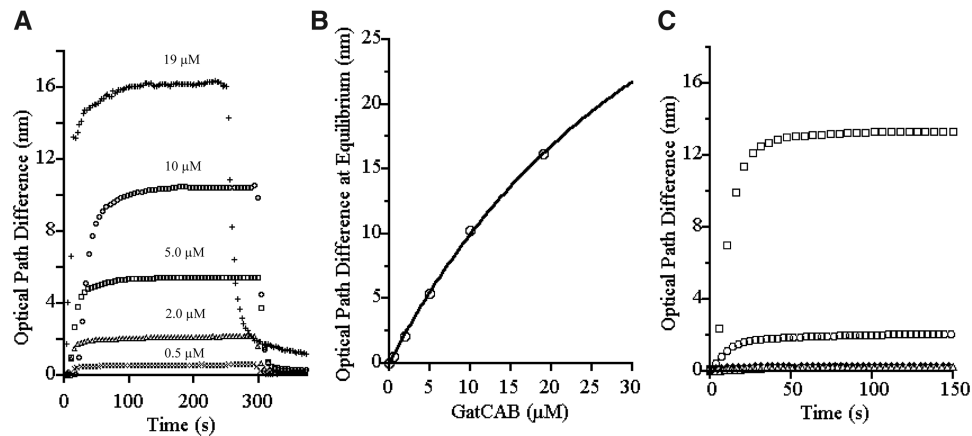 A
Optical Path Difference (nm)
16
12
8
4
0
19 μM
10 μM
5.0 μM
2.0 μM
0.5 μM
0 100 200 300
Time (s)
B
Optical Path Difference at Equilibrium (nm)
25
20
15
10
5
0
0 5 10 15 20 25 30
GatCAB (μM)
C
Optical Path Difference (nm)
16
12
8
4
0
0 50 100 150
Time (s)